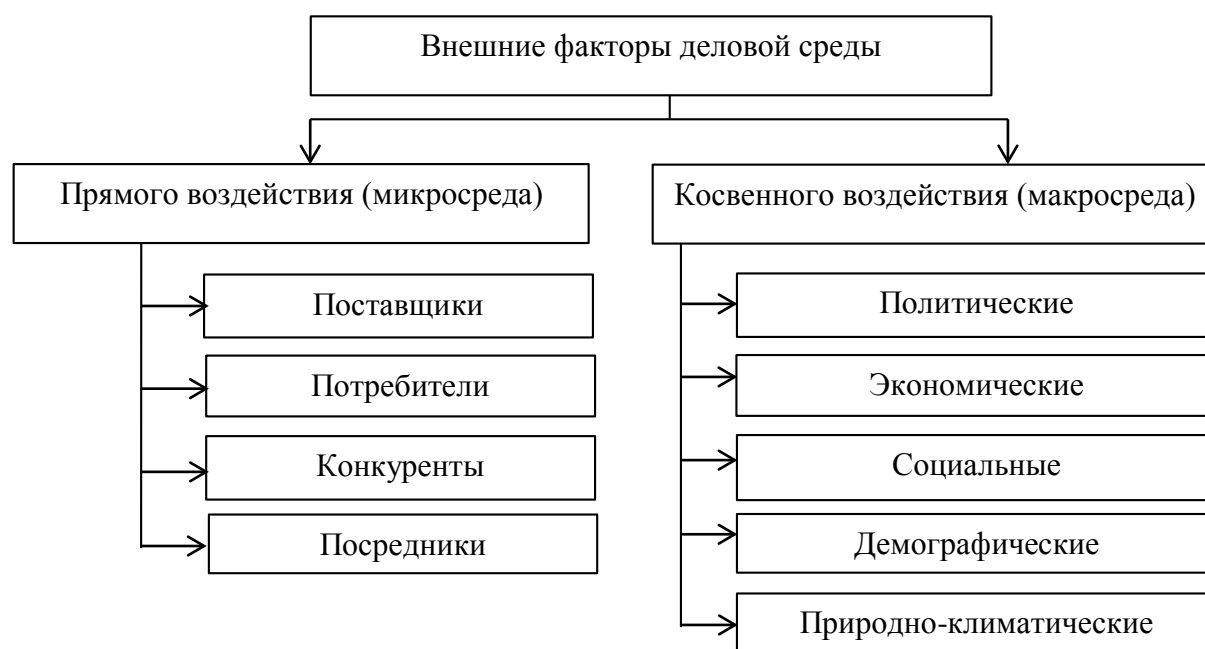 Внешние факторы деловой среды
Прямого воздействия (микросреда)
Поставщики
Потребители
Конкуренты
Посредники
Косвенного воздействия (макросреда)
Политические
Экономические
Социальные
Демографические
Природно-климатические